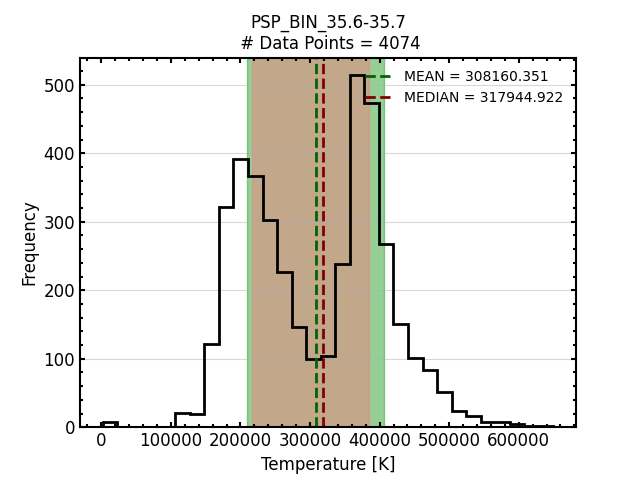 PSP_BIN_35.6-35.7
# Data Points = 4074
MEAN = 308160.351
MEDIAN = 317944.922
500
400
300
200
100
0
Frequency
0 100000 200000 300000 400000 500000 600000
Temperature [K]